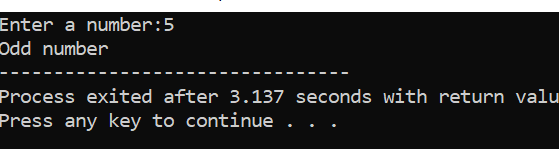 Enter a number:5
Odd number
--------------------------------
Process exited after 3.137 seconds with return valu
Press any key to continue . . .